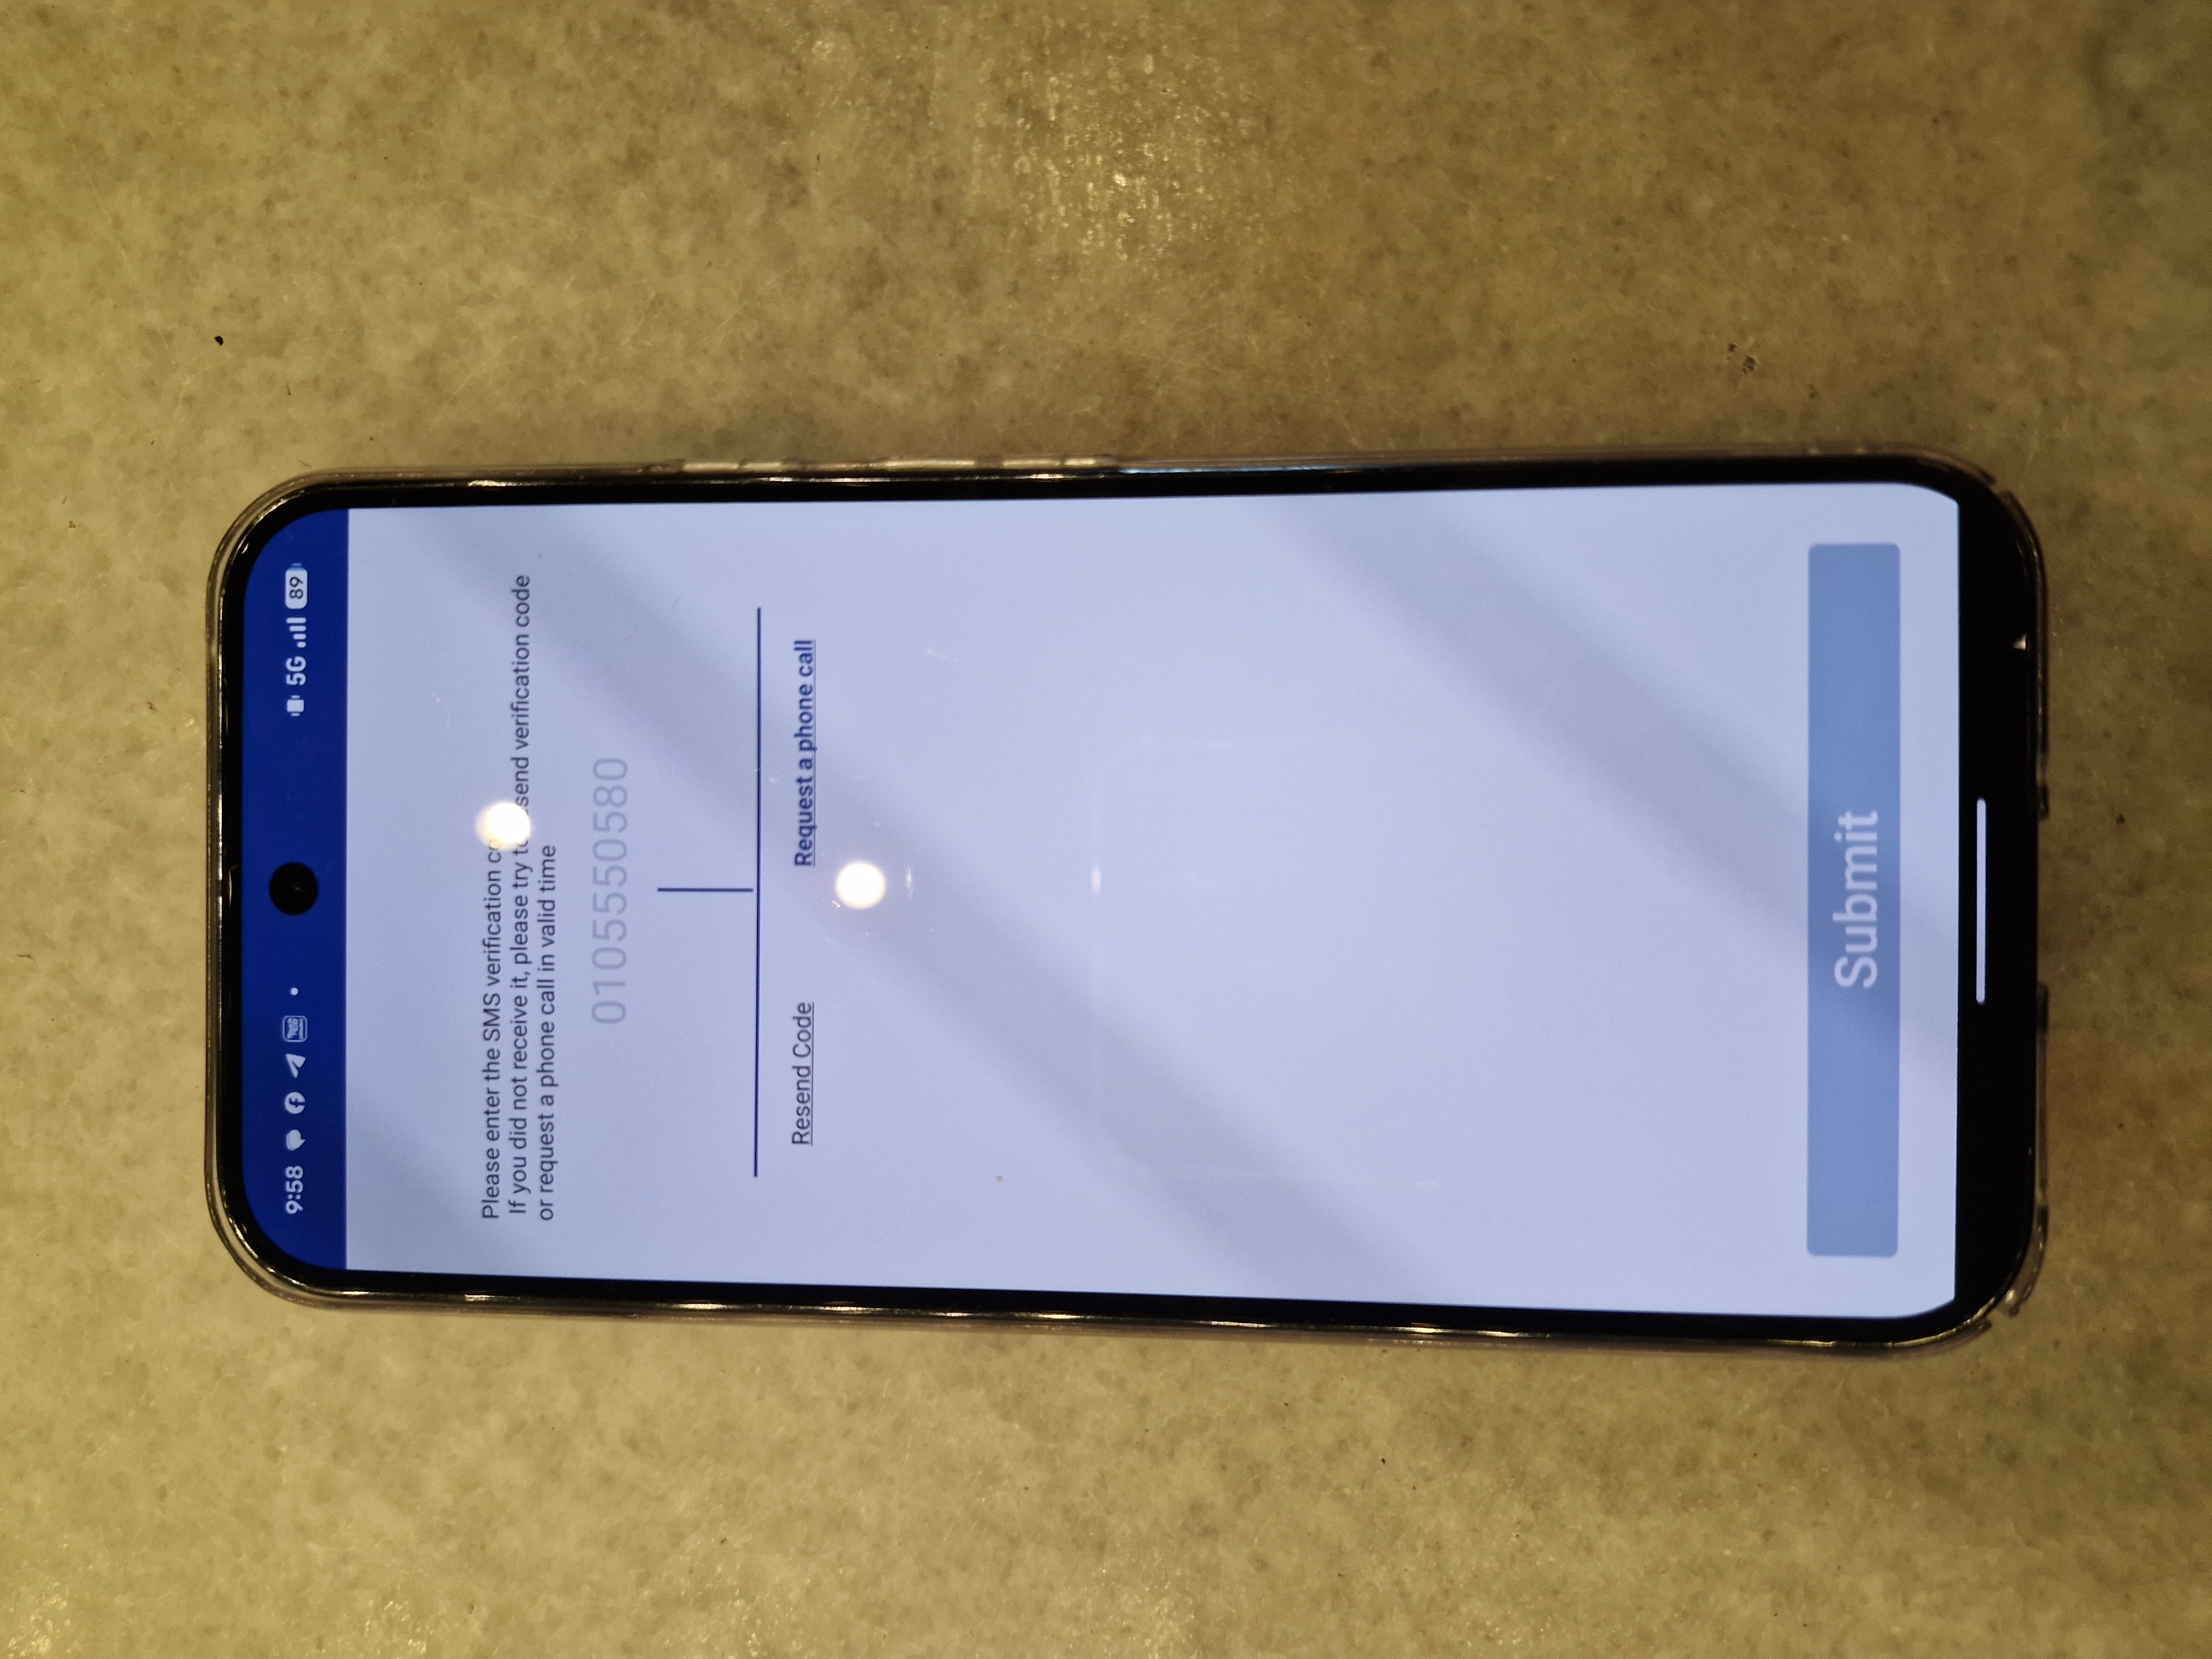 9:58 5G 89
Please enter the SMS verification
If you did not receive it, please try verification code
or request a phone call in valid time
0105550580
Resend Code Request a phone call
Submit